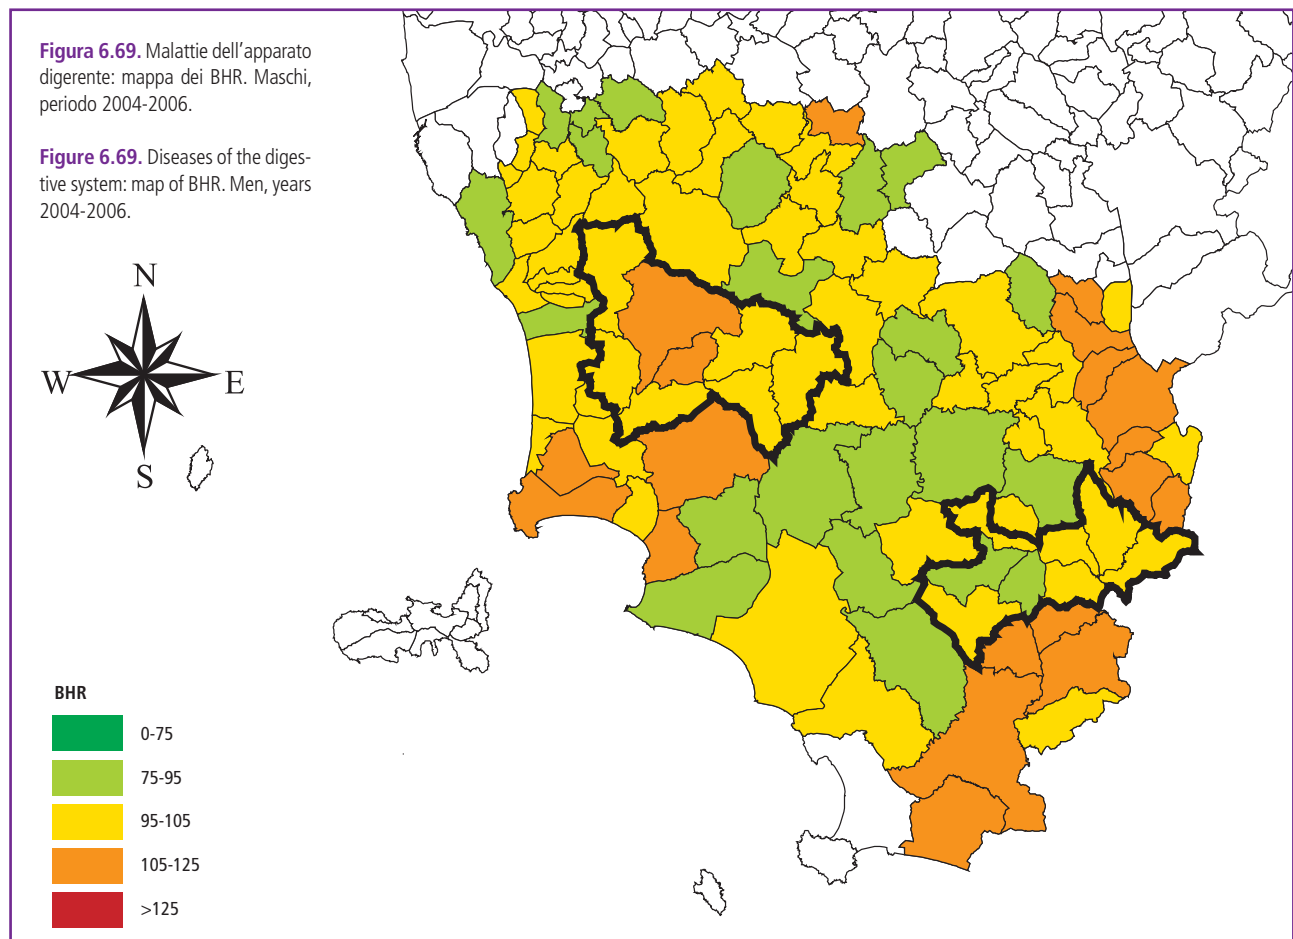 Figura 6.69. Malattie dell'apparato
digerente: mappa dei BHR. Maschi,
periodo 2004-2006.
Figure 6.69. Diseases of the diges-
tive system: map of BHR. Men, years
2004-2006.
N
W
E
S
BHR
0-75
75-95
95-105
105-125
>125